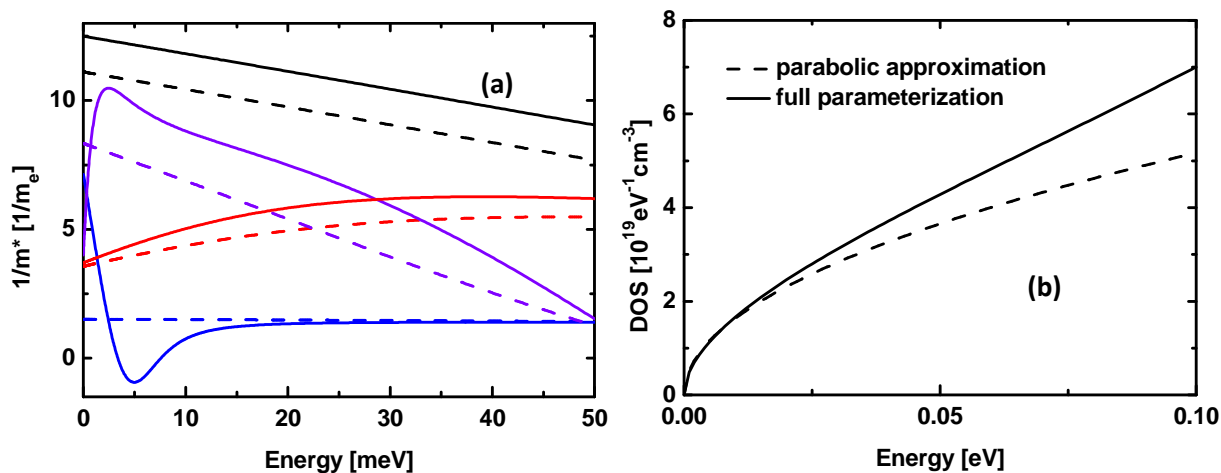 (a)
1/m* [1/m_e]
10
5
0
0 10 20 30 40 50
Energy [meV]
(b)
parabolic approximation
full parameterization
DOS [10^19 eV^-1 cm^-3]
8
6
4
2
0
0.00 0.05 0.10
Energy [eV]